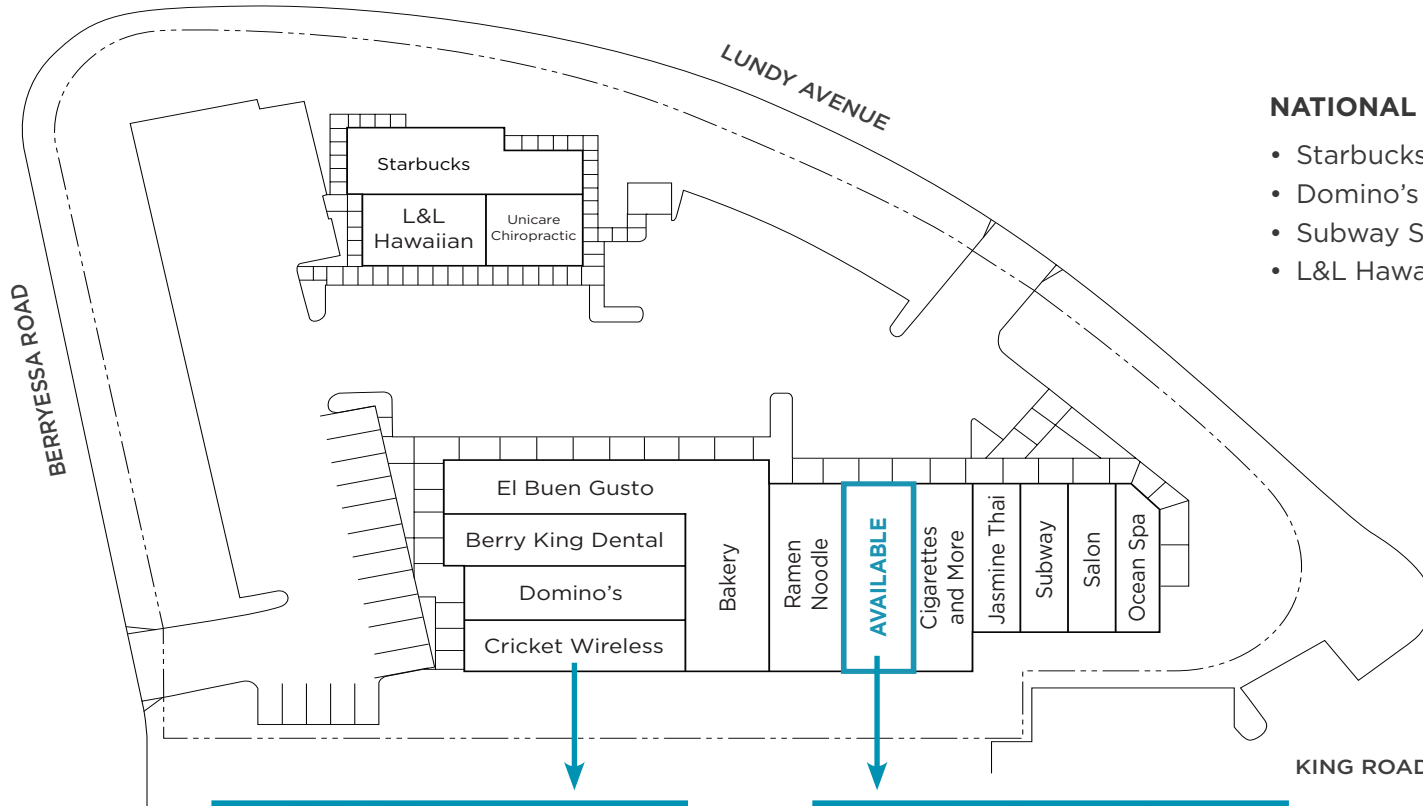 LUNDY AVENUE
NATIONAL
• Starbucks
• Domino's
• Subway S
• L&L Hawa
BERRYESSA ROAD
Starbucks
L&L
Hawaiian
Unicare
Chiropractic
El Buen Gusto
Berry King Dental
Domino's
Cricket Wireless
Bakery
Ramen
Noodle
AVAILABLE
Cigarettes
and More
Jasmine Thai
Subway
Salon
Ocean Spa
KING ROAD